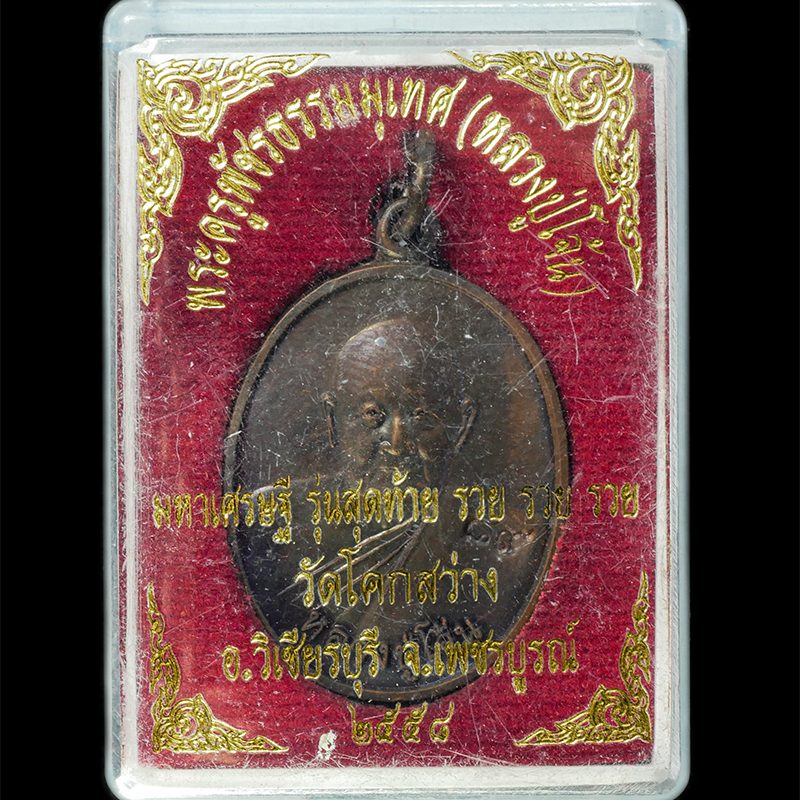 พระครูพัชรธรรมมุเทศ (หลวงปู่โฉ้น)
มหาเศรษฐี รุ่นสุดท้าย รวย รวย รวย
วัดโคกสว่าง
อ.วิเชียรบุรี จ.เพชรบูรณ์
๒๕๕๘